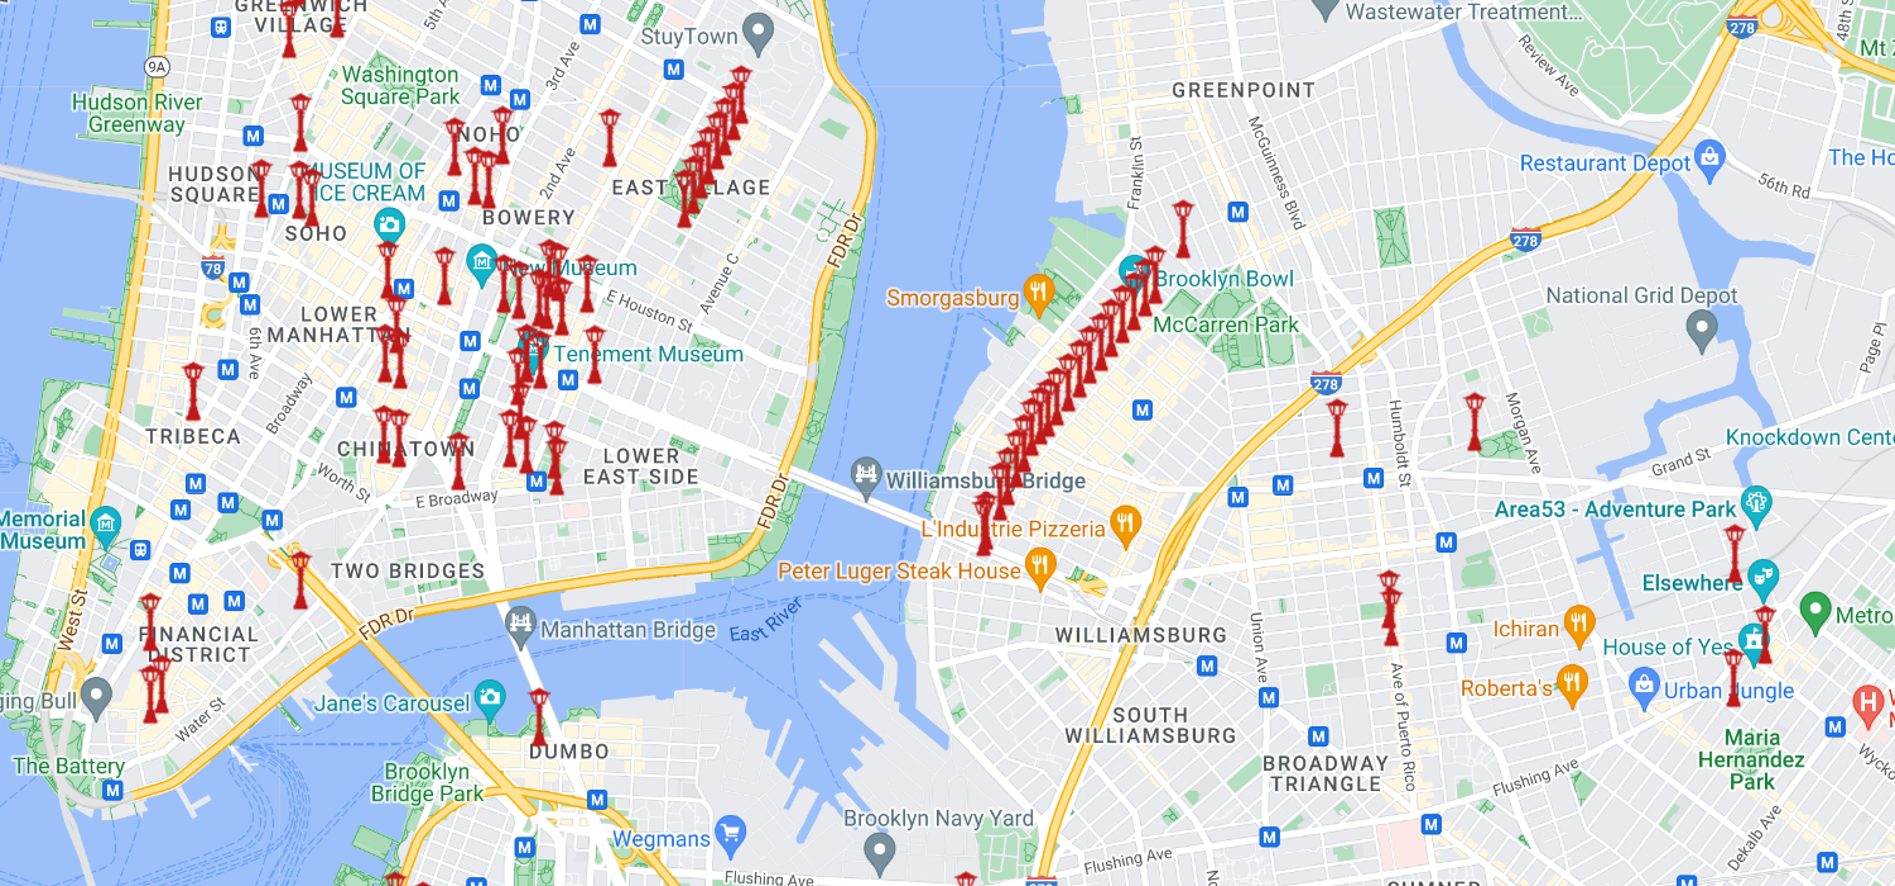 GREENWICH
VILLAGE
5th A
StuyTown
Wastewater Treatment...
278
48th S
Mt Z
9A
Washington
Square Park
3rd Ave
Review Ave
GREENPOINT
Hudson River
Greenway
NOHO
Franklin St
McGuinness Blvd
Restaurant Depot
The Ho
HUDSON
SQUARE
MUSEUM OF
ICE CREAM
2nd Ave
EAST VILLAGE
56th Rd
BOWERY
SOHO
FDR Dr
278
78
New Museum
Avenue C
Smorgasburg
Brooklyn Bowl
E Houston St
National Grid Depot
LOWER
MANHATTAN
McCarren Park
6th Ave
Tenement Museum
Page Pl
278
Broadway
TRIBECA
Humboldt St
Morgan Ave
CHINATOWN
LOWER
EAST SIDE
Knockdown Cente
Grand St
Worth St
E Broadway
FDR Dr
Williamsburg Bridge
Area53 - Adventure Park
Memorial
Museum
L'Industrie Pizzeria
TWO BRIDGES
Peter Luger Steak House
Elsewhere
West St
FDR Dr
East River
Manhattan Bridge
FINANCIAL
DISTRICT
WILLIAMSBURG
Union Ave
Ichiran
House of Yes
Metro
ging Bull
Jane's Carousel
Water St
Roberta's
Urban Jungle
H
Ave of Puerto Rico
SOUTH
WILLIAMSBURG
DUMBO
The Battery
Brooklyn
Bridge Park
BROADWAY
TRIANGLE
Flushing Ave
Maria
Hernandez
Park
Wycko
Wegmans
Brooklyn Navy Yard
Flushing Ave
Flushing Ave
Dekalb Ave
No
SUMNER